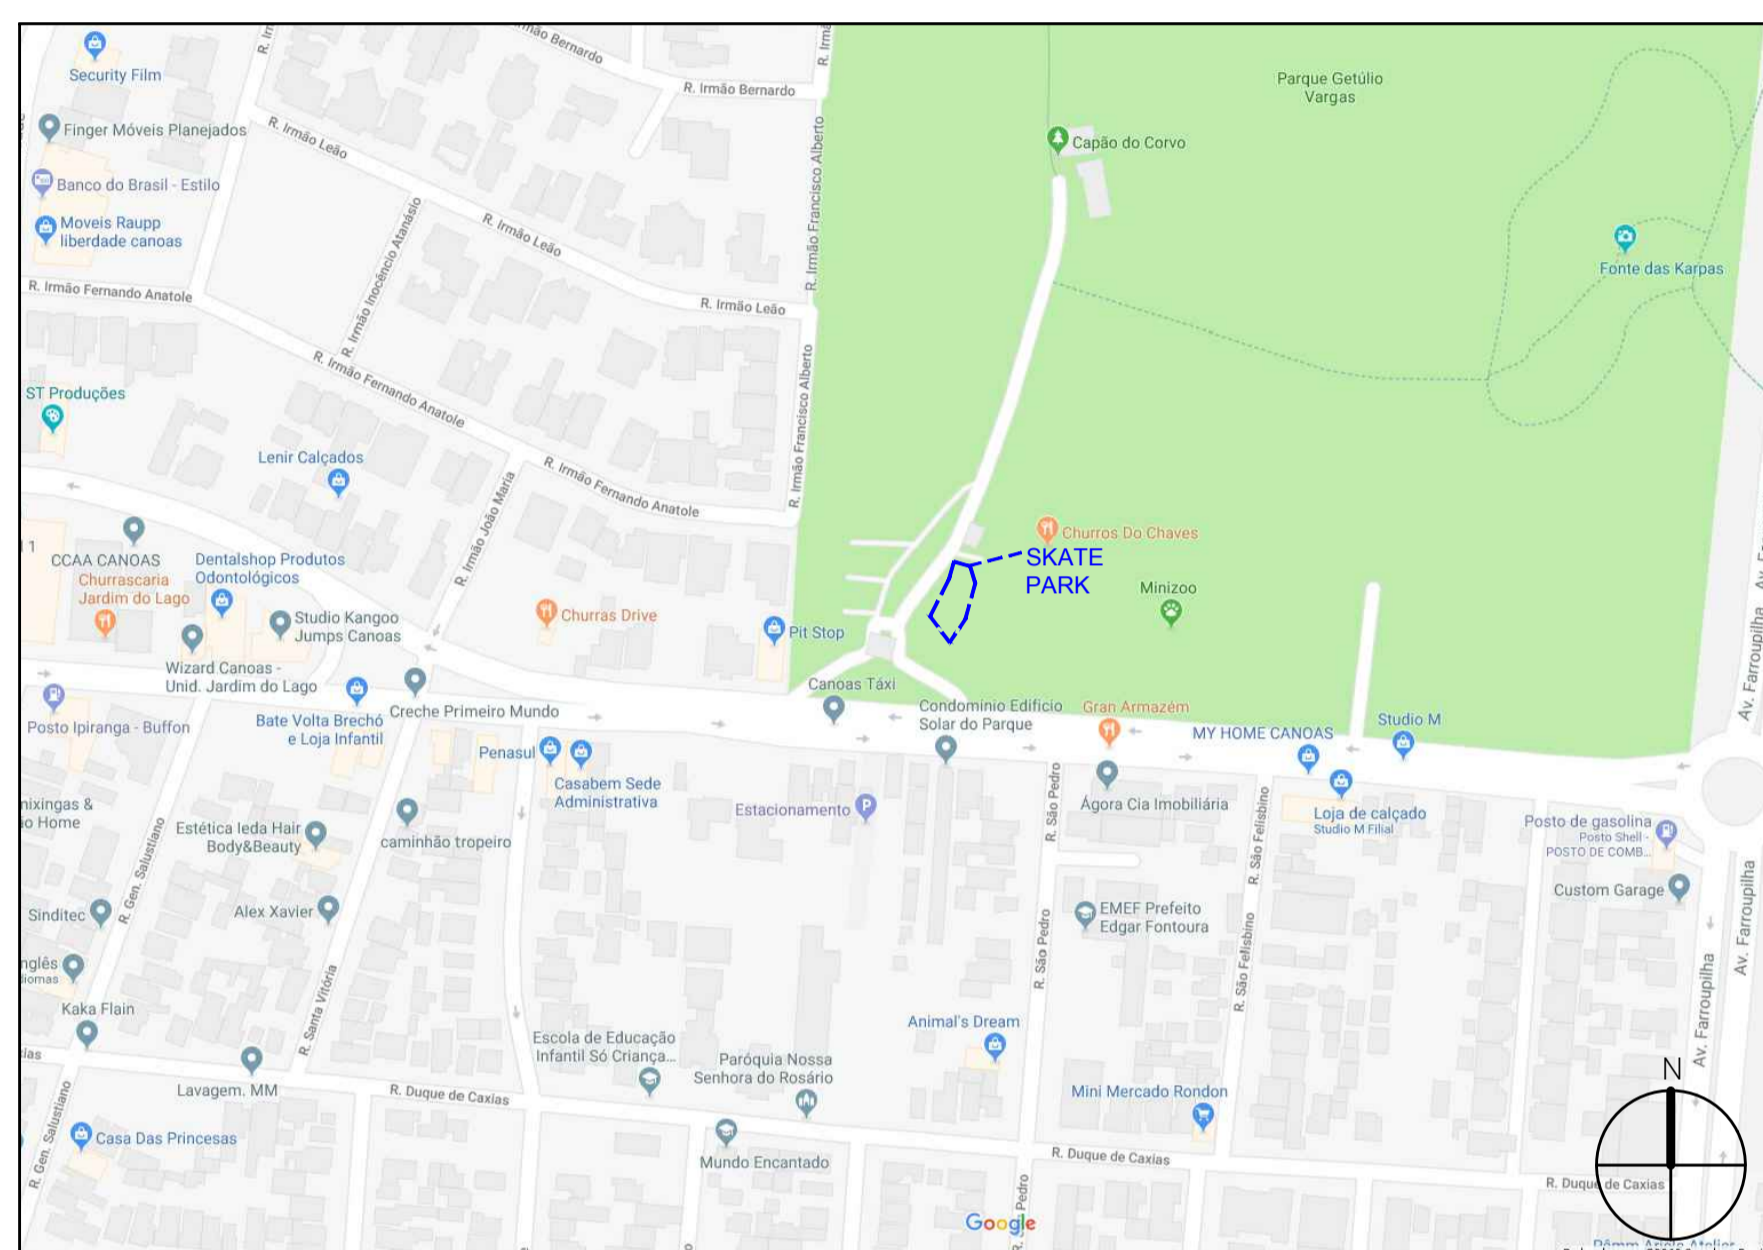 Security Film
Finger Móveis Planejados
Banco do Brasil - Estilo
Moveis Raupp
liberdade canoas
R. Irmão Bernardo
R. Irmão Leão
R. Irmão Leão
R. Irmão Leão
R. Irmão Inocêncio Atanásio
R. Irmão Francisco Alberto
R. Irmão Francisco Alberto
R. Irmão Fernando Anatole
R. Irmão Fernando Anatole
R. Irmão Fernando Anatole
R. Irmão João Maria
Parque Getúlio
Vargas
Capão do Corvo
Fonte das Karpas
ST Produções
Lenir Calçados
CCAA CANOAS
Churrascaria
Jardim do Lago
Dentalshop Produtos
Odontológicos
Studio Kangoo
Jumps Canoas
Wizard Canoas -
Unid. Jardim do Lago
Churras Drive
Pit Stop
Churros Do Chaves
SKATE
PARK
Minizoo
Av. Farroupilha
Posto Ipiranga - Buffon
Bate Volta Brechó
e Loja Infantil
Creche Primeiro Mundo
Canoas Táxi
Condominio Edificio
Solar do Parque
Gran Armazém
MY HOME CANOAS
Studio M
Penasul
Casabem Sede
Administrativa
Estacionamento
Ágora Cia Imobiliária
Loja de calçado
Studio M Filial
Posto de gasolina
Posto Shell -
POSTO DE COMB...
Custom Garage
Estética Ieda Hair
Body&Beauty
caminhão tropeiro
Sinditec
Alex Xavier
R. Gen. Salustiano
R. Santa Vitória
R. São Pedro
R. São Pedro
R. São Felisbino
R. São Felisbino
EMEF Prefeito
Edgar Fontoura
Av. Farroupilha
Av. Farroupilha
Kaka Flain
Lavagem. MM
Casa Das Princesas
R. Gen. Salustiano
R. Duque de Caxias
Escola de Educação
Infantil Só Criança...
Paróquia Nossa
Senhora do Rosário
Animal's Dream
Mini Mercado Rondon
Mundo Encantado
R. Duque de Caxias
R. Duque de Caxias
N
Google